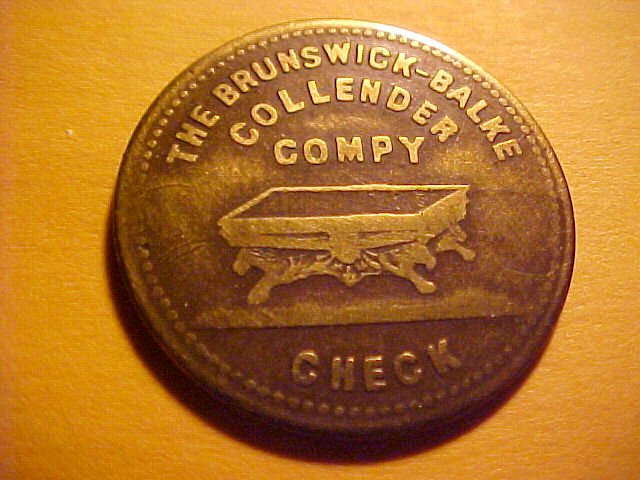 THE BRUNSWICK-BALKE
COLLENDER
COMPY
CHECK